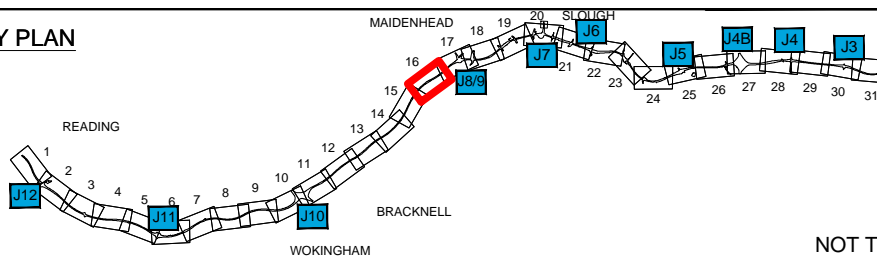 Y PLAN
MAIDENHEAD
SLOUGH
READING
BRACKNELL
WOKINGHAM
NOT T
J12
J11
J10
J8/9
J7
J6
J5
J4B
J4
J3
1
2
3
4
5
6
7
8
9
10
11
12
13
14
15
16
17
18
19
20
21
22
23
24
25
26
27
28
29
30
31